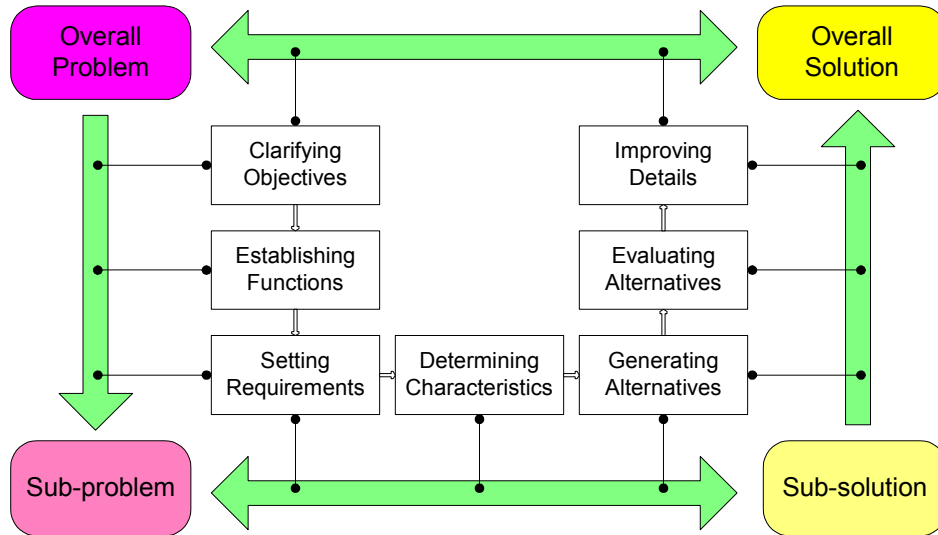 Overall
Problem
Overall
Solution
Clarifying
Objectives
Improving
Details
Establishing
Functions
Evaluating
Alternatives
Setting
Requirements
Determining
Characteristics
Generating
Alternatives
Sub-problem
Sub-solution